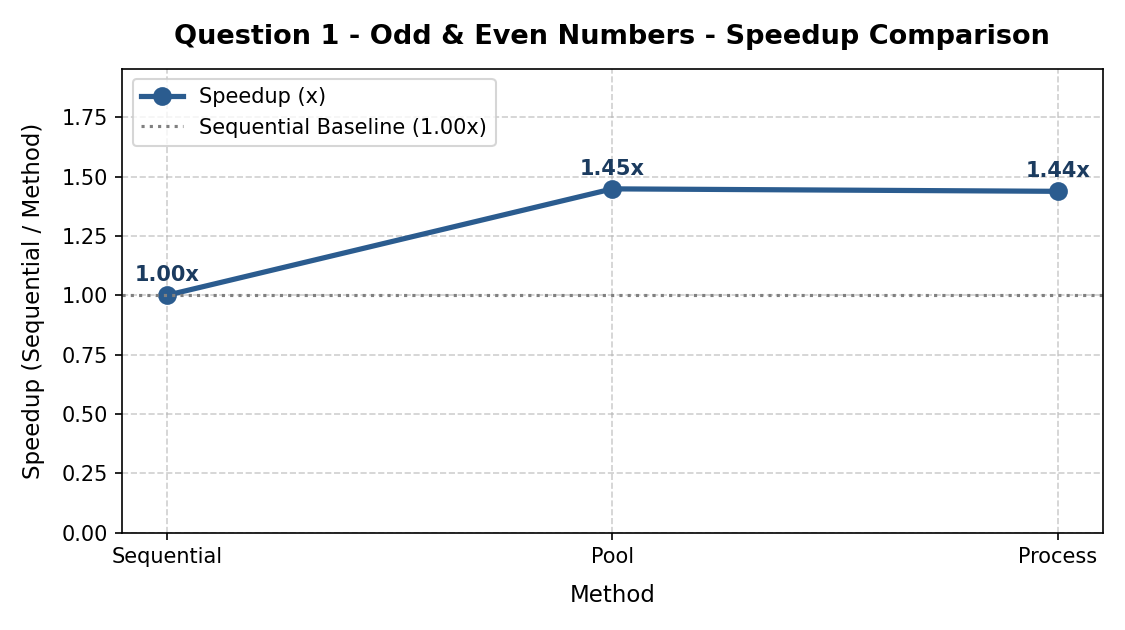 Question 1 - Odd & Even Numbers - Speedup Comparison
Speedup (x)
Sequential Baseline (1.00x)
Speedup (Sequential / Method)
1.75
1.50
1.25
1.00
0.75
0.50
0.25
0.00
1.00x
1.45x
1.44x
Sequential
Pool
Process
Method